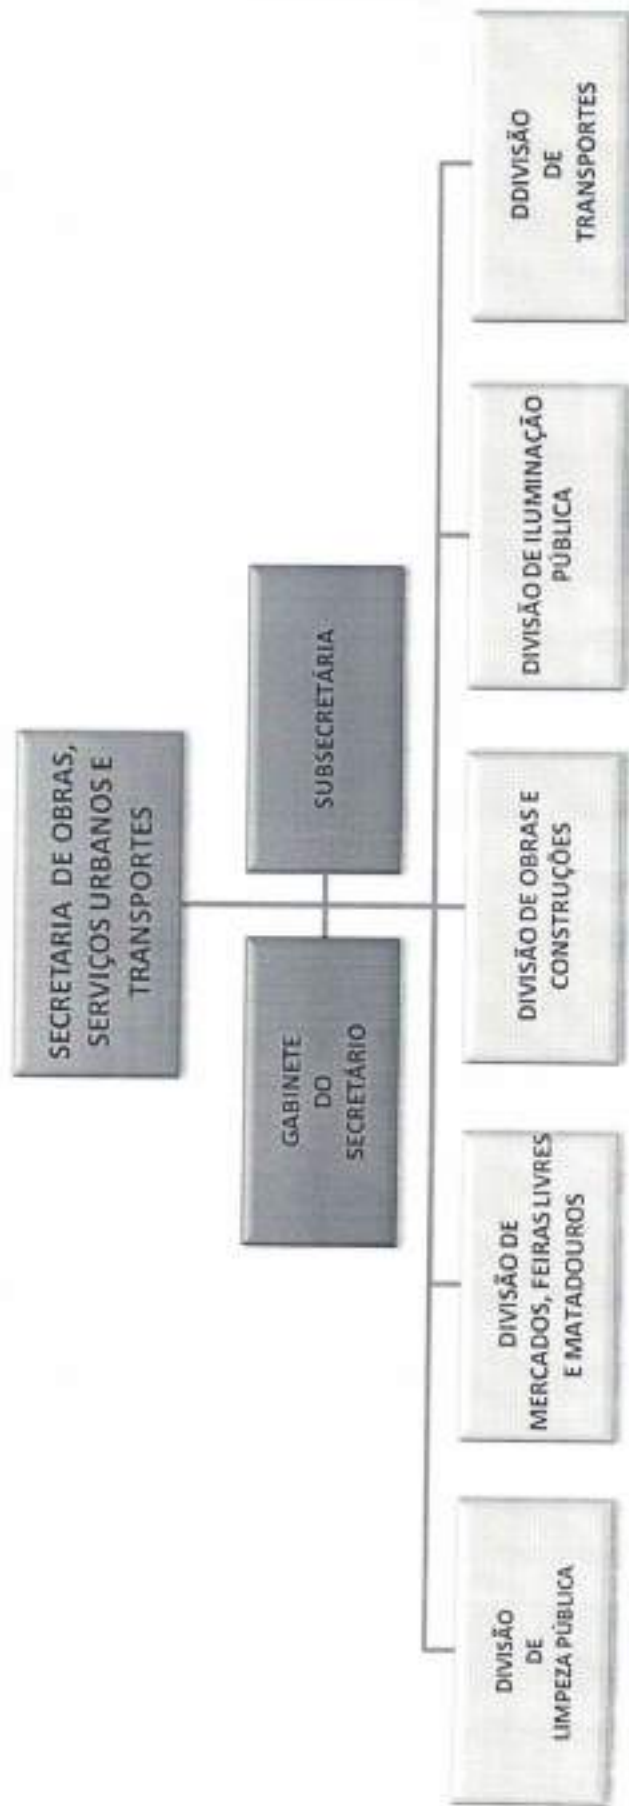 SECRETARIA DE OBRAS,
SERVIÇOS URBANOS E
TRANSPORTES
GABINETE
DO
SECRETÁRIO
SUBSECRETÁRIA
DIVISÃO
DE
LIMPEZA PÚBLICA
DIVISÃO DE
MERCADOS, FEIRAS LIVRES
E MATADOUROS
DIVISÃO DE OBRAS E
CONSTRUÇÕES
DIVISÃO DE ILUMINAÇÃO
PÚBLICA
DDIVISÃO
DE
TRANSPORTES